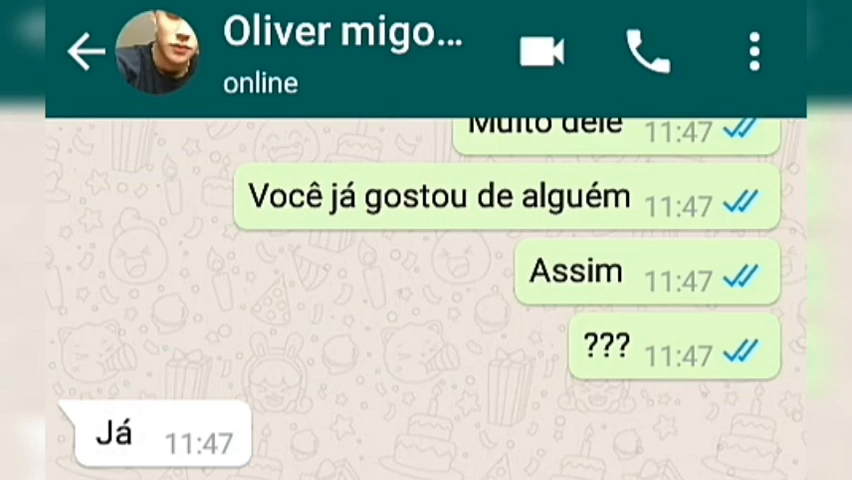 Oliver migo...
online
Muito dele 11:47
Você já gostou de alguém 11:47
Assim 11:47
??? 11:47
Já 11:47